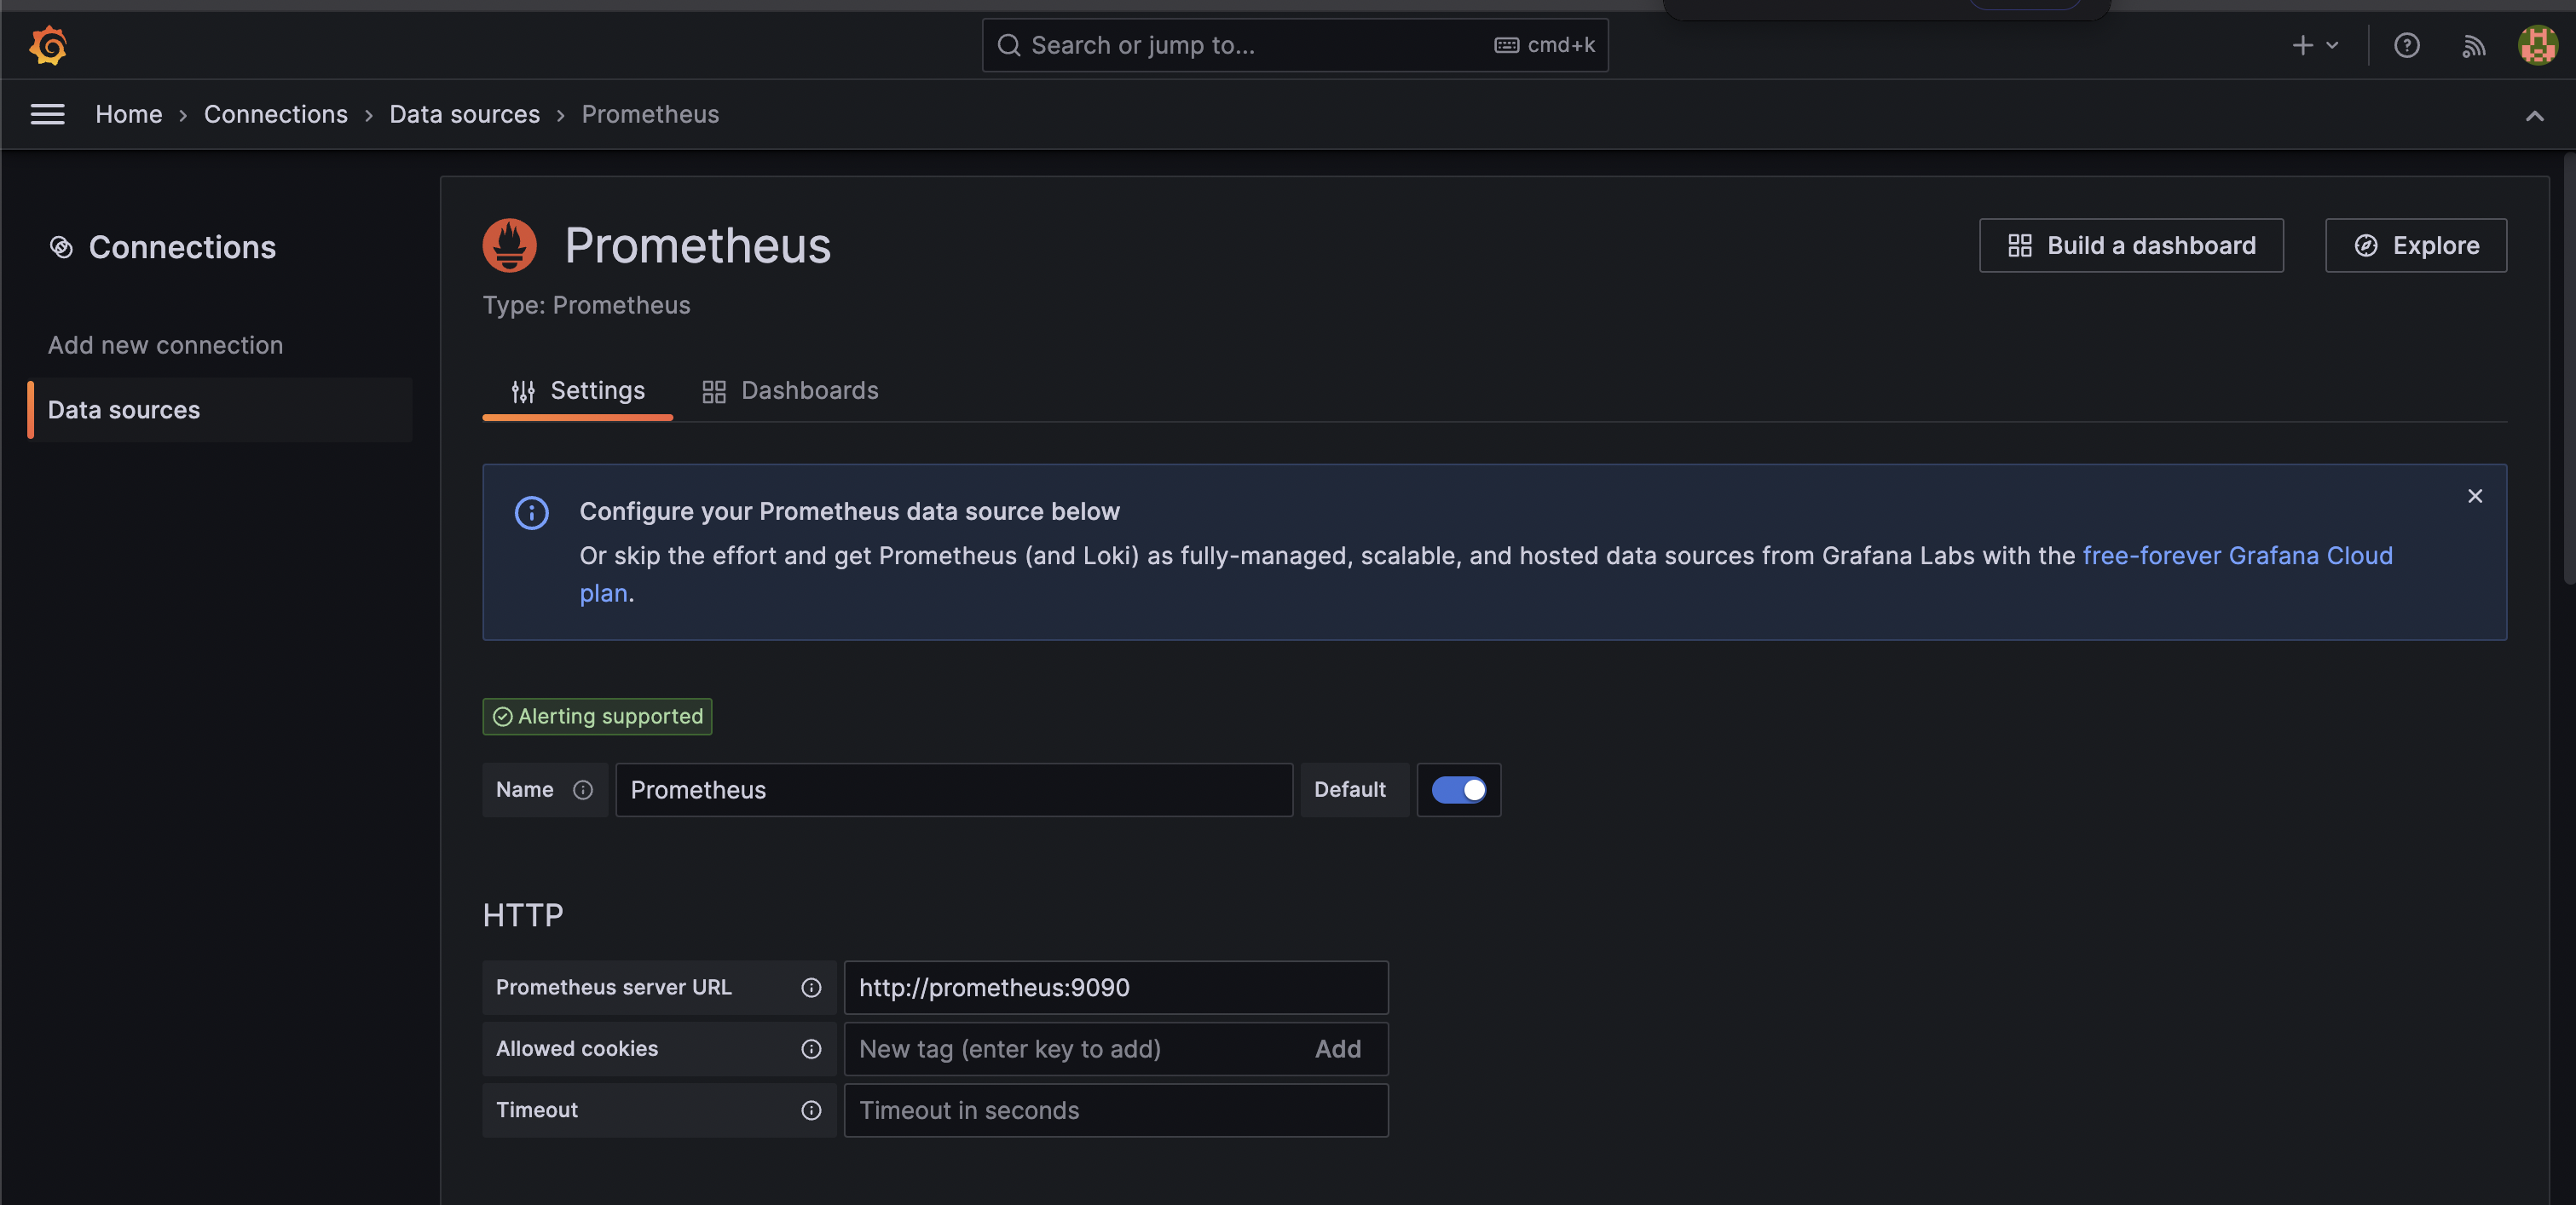 Search or jump to...
cmd+k
Home
Connections
Data sources
Prometheus
Connections
Add new connection
Data sources
Prometheus
Type: Prometheus
Build a dashboard
Explore
Settings
Dashboards
Configure your Prometheus data source below
Or skip the effort and get Prometheus (and Loki) as fully-managed, scalable, and hosted data sources from Grafana Labs with the free-forever Grafana Cloud
plan.
Alerting supported
Name
Prometheus
Default
HTTP
Prometheus server URL
http://prometheus:9090
Allowed cookies
New tag (enter key to add)
Add
Timeout
Timeout in seconds